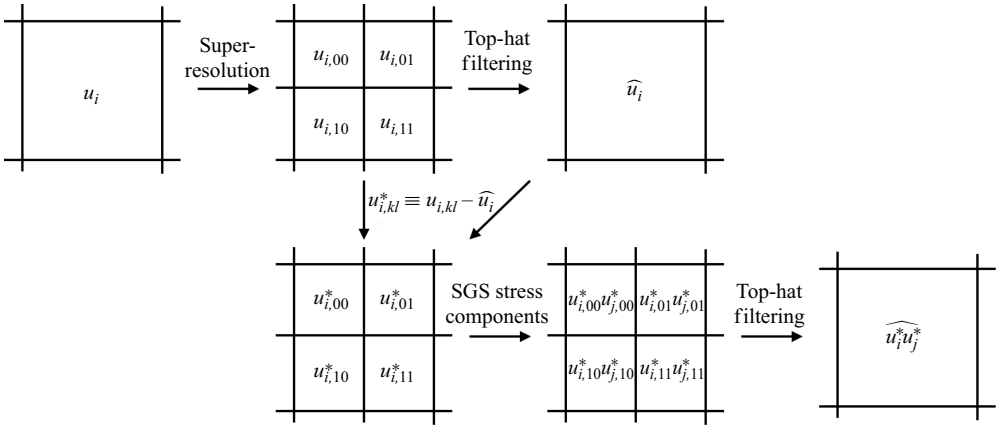 Super-
resolution
Top-hat
filtering
u_i
u_{i,00} u_{i,01}
u_{i,10} u_{i,11}
\widehat{u_i}
u^*_{i,kl} ≡ u_{i,kl} – \widehat{u_i}
SGS stress
components
Top-hat
filtering
u^*_{i,00} u^*_{i,01}
u^*_{i,10} u^*_{i,11}
u^*_{i,00}u^*_{j,00} u^*_{i,01}u^*_{j,01}
u^*_{i,10}u^*_{j,10} u^*_{i,11}u^*_{j,11}
\widehat{u^*_i u^*_j}